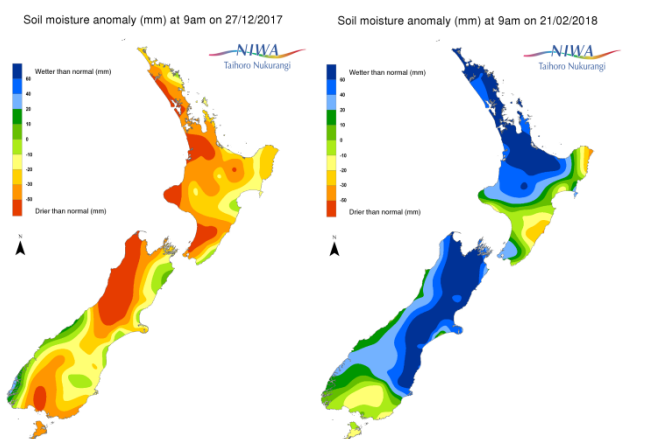 Soil moisture anomaly (mm) at 9am on 27/12/2017
NIWA
Taihoro Nukurangi
Wetter than normal (mm)
60
40
20
10
0
-10
-20
-30
-50
Drier than normal (mm)
N
Soil moisture anomaly (mm) at 9am on 21/02/2018
NIWA
Taihoro Nukurangi
Wetter than normal (mm)
60
40
20
10
0
-10
-20
-30
-50
Drier than normal (mm)
N